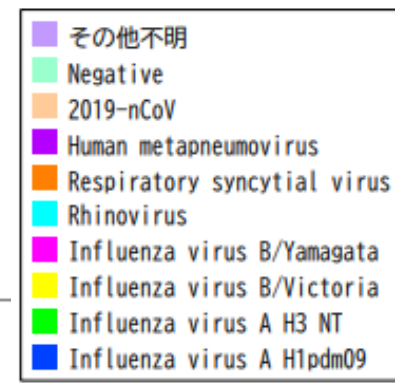 その他不明
Negative
2019-nCoV
Human metapneumovirus
Respiratory syncytial virus
Rhinovirus
Influenza virus B/Yamagata
Influenza virus B/Victoria
Influenza virus A H3 NT
Influenza virus A H1pdm09